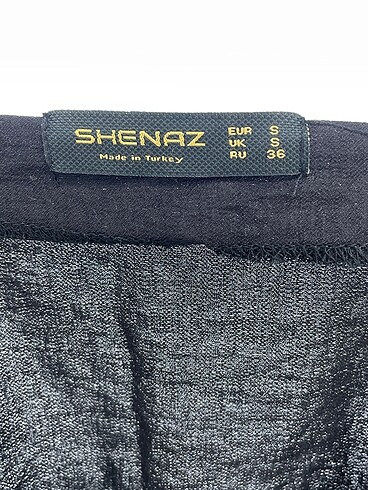 SHENAZ
Made in Turkey
EUR S
UK S
RU 36